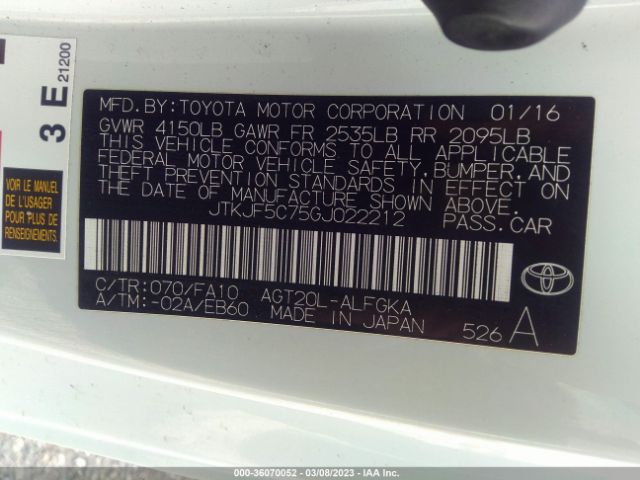 3 E 21200
VOIR LE MANUEL
DE L'USAGER
POUR PLUS DE
RENSEIGNEMENTS
MFD. BY: TOYOTA MOTOR CORPORATION 01/16
GVWR 4150LB GAWR FR 2535LB RR 2095LB
THIS VEHICLE CONFORMS TO ALL APPLICABLE
FEDERAL MOTOR VEHICLE SAFETY, BUMPER, AND
THEFT PREVENTION STANDARDS IN EFFECT ON
THE DATE OF MANUFACTURE SHOWN ABOVE.
JTKJF5C75GJ022212 PASS.CAR
C/TR: 070/FA10 AGT20L-ALFGKA
A/TM: -02A/EB60 MADE IN JAPAN 526 A
TOYOTA
000-36070052 - 03/08/2023 - IAA Inc.